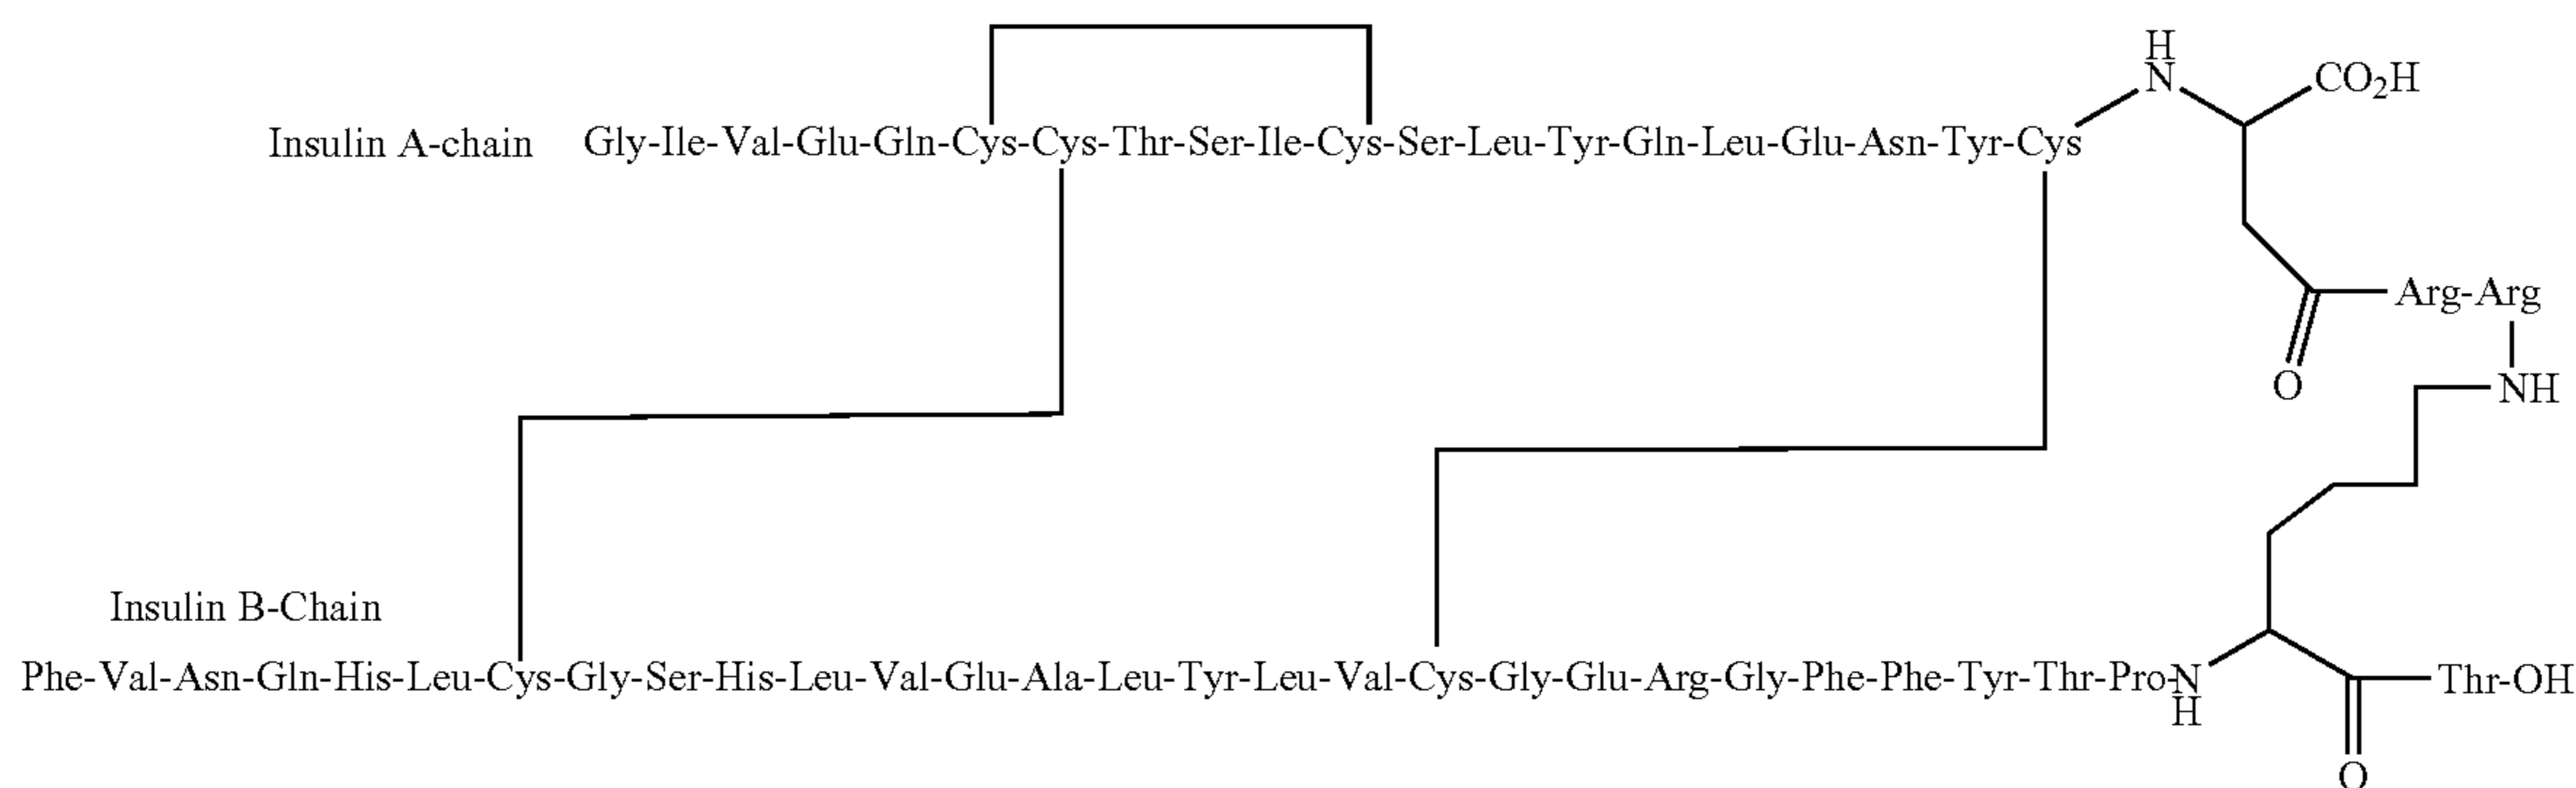 H
N
CO₂H
Insulin A-chain Gly-Ile-Val-Glu-Gln-Cys-Cys-Thr-Ser-Ile-Cys-Ser-Leu-Tyr-Gln-Leu-Glu-Asn-Tyr-Cys
Arg-Arg
O
NH
Insulin B-Chain
Phe-Val-Asn-Gln-His-Leu-Cys-Gly-Ser-His-Leu-Val-Glu-Ala-Leu-Tyr-Leu-Val-Cys-Gly-Glu-Arg-Gly-Phe-Phe-Tyr-Thr-Pro-N Thr-OH
H
O